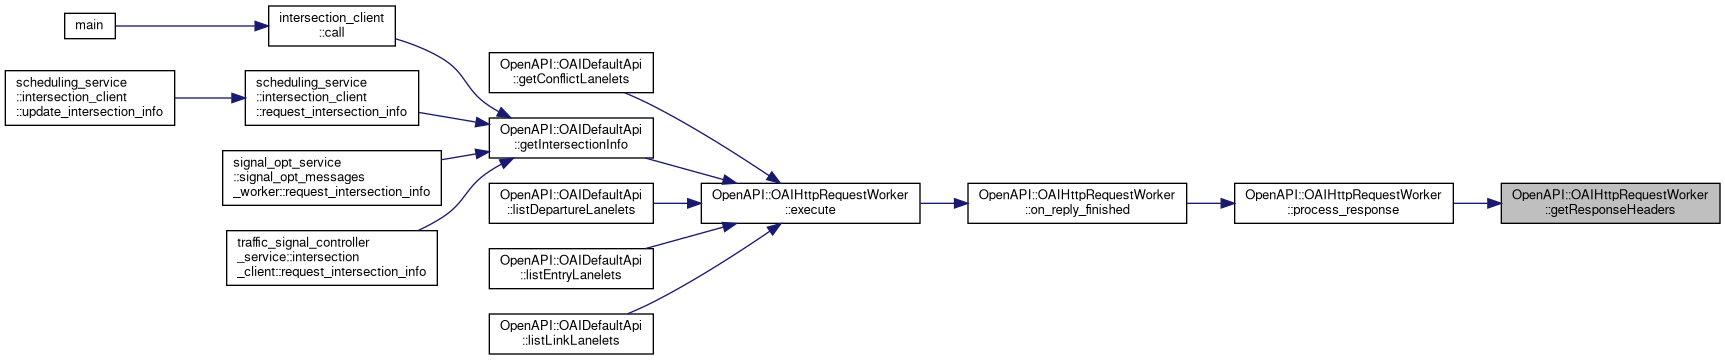 main
intersection_client
::call
scheduling_service
::intersection_client
::update_intersection_info
scheduling_service
::intersection_client
::request_intersection_info
signal_opt_service
::signal_opt_messages
_worker::request_intersection_info
traffic_signal_controller
_service::intersection
_client::request_intersection_info
OpenAPI::OAIDefaultApi
::getConflictLanelets
OpenAPI::OAIDefaultApi
::getIntersectionInfo
OpenAPI::OAIDefaultApi
::listDepartureLanelets
OpenAPI::OAIDefaultApi
::listEntryLanelets
OpenAPI::OAIDefaultApi
::listLinkLanelets
OpenAPI::OAIHttpRequestWorker
::execute
OpenAPI::OAIHttpRequestWorker
::on_reply_finished
OpenAPI::OAIHttpRequestWorker
::process_response
OpenAPI::OAIHttpRequestWorker
::getResponseHeaders